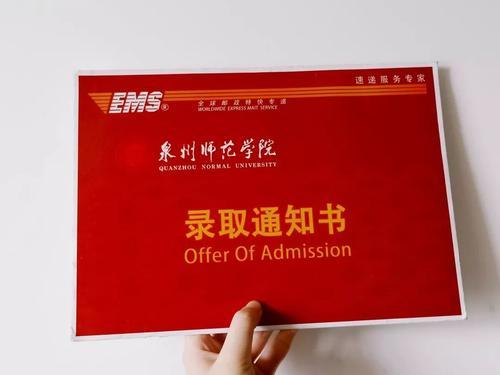 速递服务专家
EMS®
全球邮政特快专递
WORLDWIDE EXPRESS MAIL SERVICE
泉州师范学院
QUANZHOU NORMAL UNIVERSITY
录取通知书
Offer Of Admission